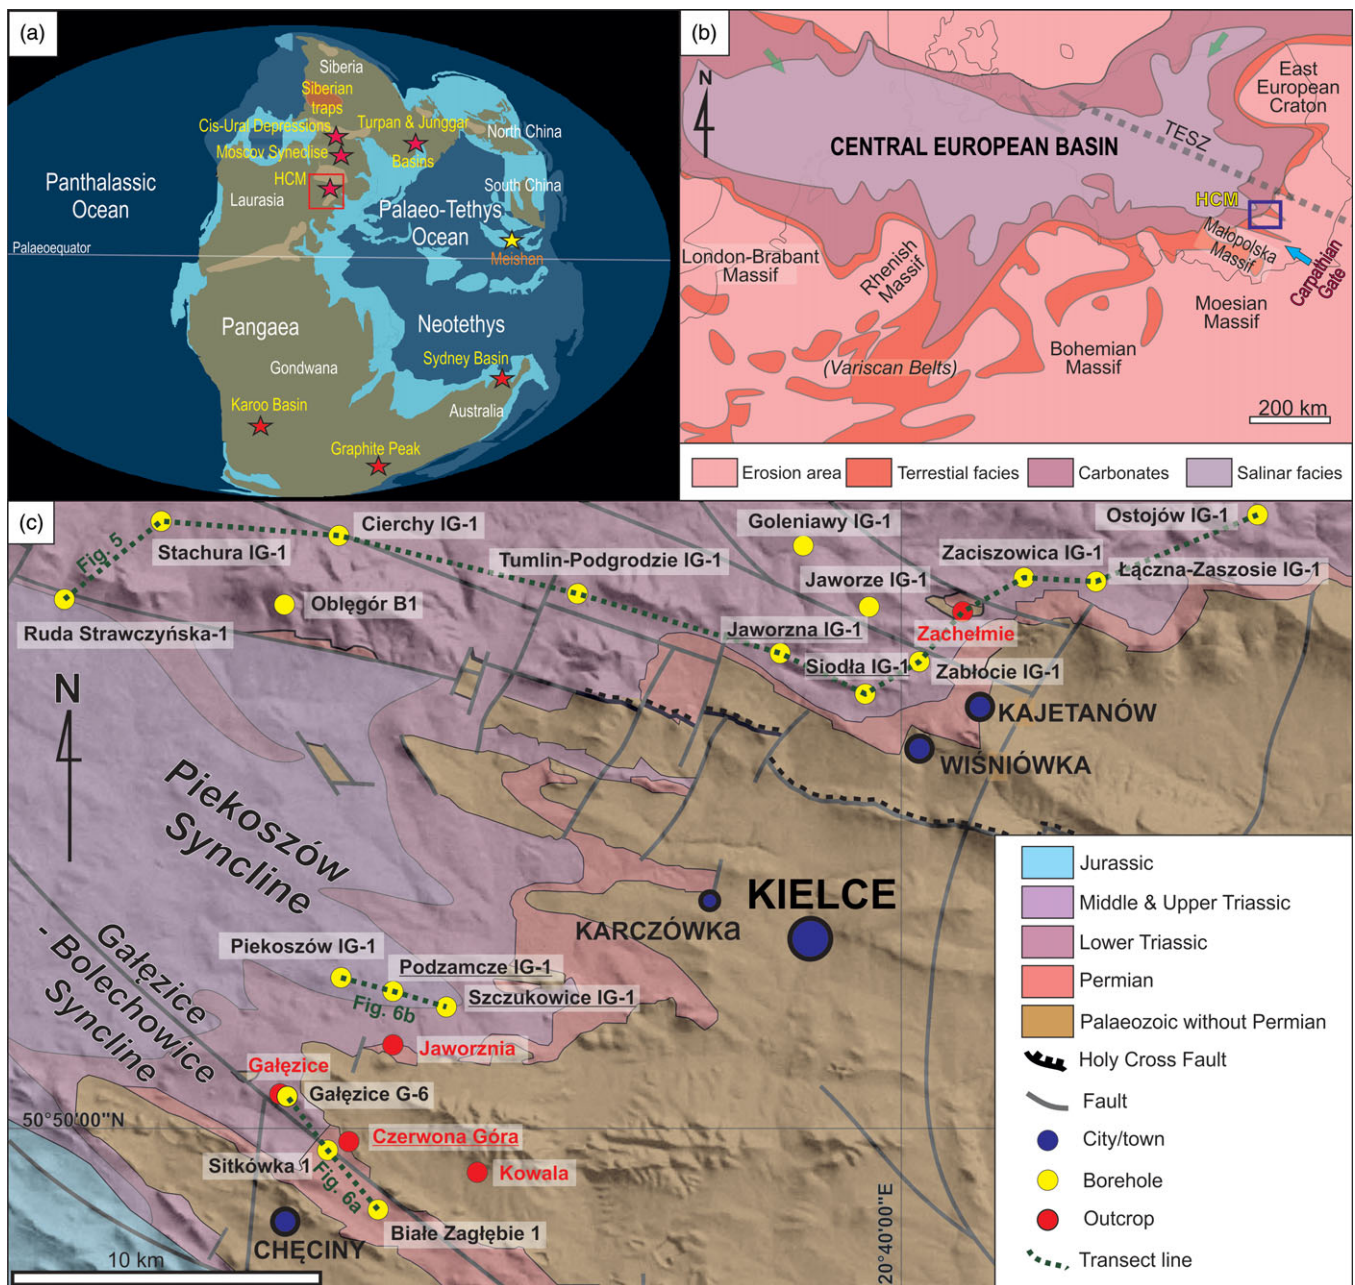 (a)
Siberia
Siberian
traps
Cis-Ural Depressions
Turpan & Junggar
Basins
North China
Moscov Syneclise
HCM
South China
Laurasia
Panthalassic
Ocean
Palaeo-Tethys
Ocean
Palaeoequator
Meishan
Pangaea
Neotethys
Gondwana
Sydney Basin
Karoo Basin
Australia
Graphite Peak
(b)
N
East
European
Craton
TESZ
CENTRAL EUROPEAN BASIN
HCM
London-Brabant
Massif
Rhenish
Massif
Małopolska
Massif
Carpathian
Gate
Moesian
Massif
Bohemian
Massif
(Variscan Belts)
200 km
Erosion area
Terrestial facies
Carbonates
Salinar facies
(c)
Fig. 5
Stachura IG-1
Cierchy IG-1
Goleniawy IG-1
Ostojów IG-1
Tumlin-Podgrodzie IG-1
Zaciszowica IG-1
Jaworze IG-1
Łączna-Zaszosie IG-1
Oblęgór B1
Ruda Strawczyńska-1
Jaworzna IG-1
Zachełmie
Siodła IG-1
Zabłocie IG-1
N
KAJETANÓW
WIŚNIÓWKA
Piekoszów
Syncline
KIELCE
KARCZÓWKa
Gałęzice
- Bolechowice
Syncline
Piekoszów IG-1
Podzamcze IG-1
Szczukowice IG-1
Fig. 6b
Jaworznia
Gałęzice
Gałęzice G-6
50°50'00"N
Czerwona Góra
Sitkówka 1
Kowala
Fig. 6a
Białe Zagłębie 1
CHĘCINY
10 km
20°40'00"E
Jurassic
Middle & Upper Triassic
Lower Triassic
Permian
Palaeozoic without Permian
Holy Cross Fault
Fault
City/town
Borehole
Outcrop
Transect line